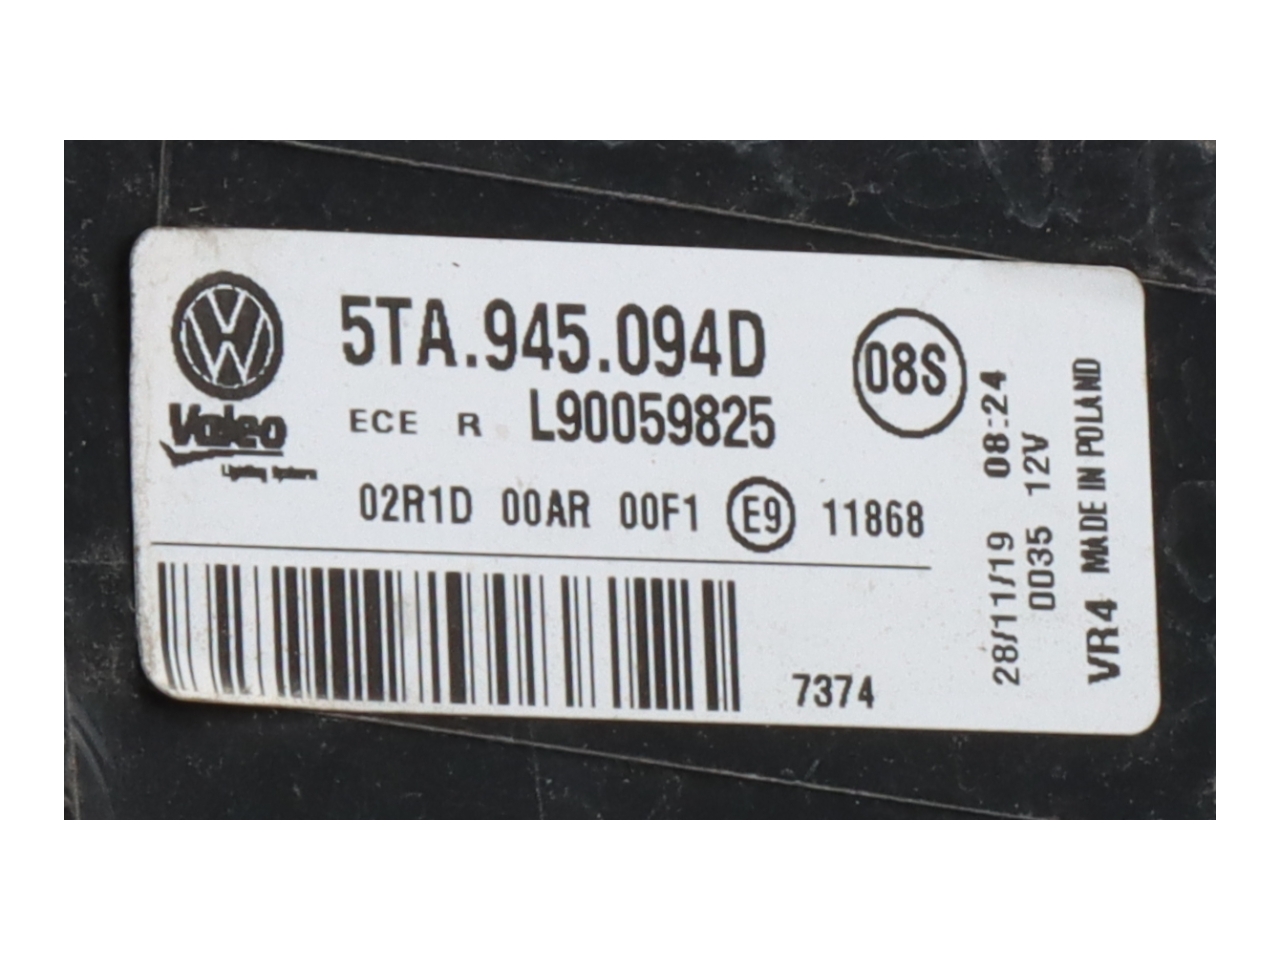 5TA.945.094D
08S
Valeo
Lighting Systems
ECE R L90059825
02R1D 00AR 00F1 E9 11868
7374
28/11/19 08:24
0D35 12V
VR4 MADE IN POLAND